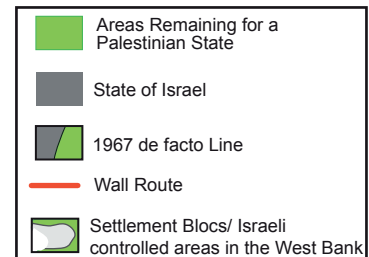 Areas Remaining for a
Palestinian State
State of Israel
1967 de facto Line
Wall Route
Settlement Blocs/ Israeli
controlled areas in the West Bank